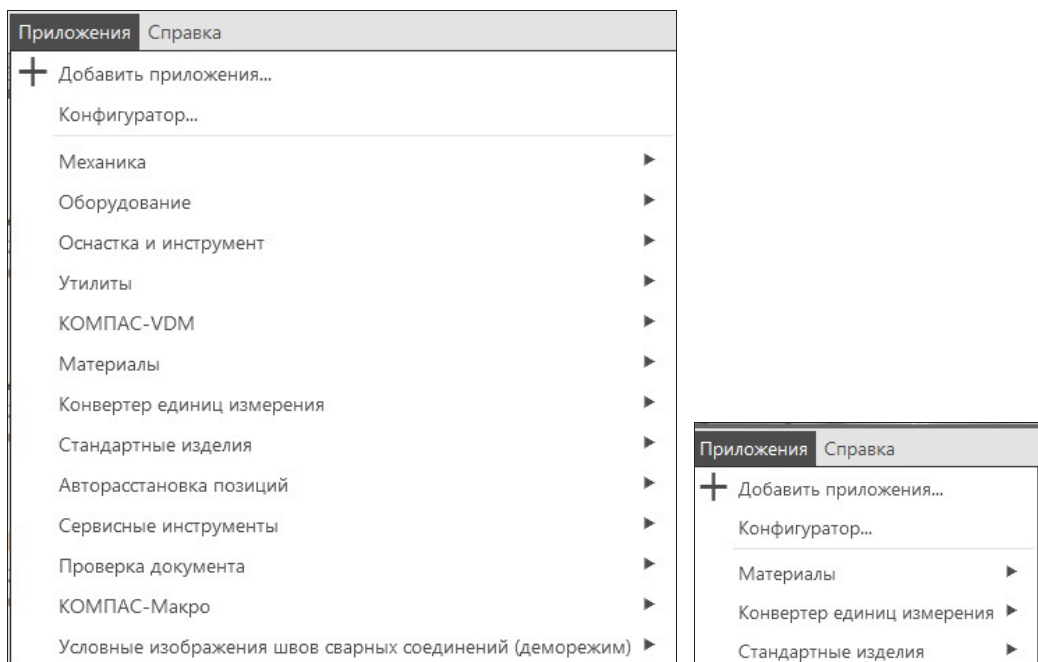 Приложения Справка
Добавить приложения...
Конфигуратор...
Механика
Оборудование
Оснастка и инструмент
Утилиты
КОМПАС-VDM
Материалы
Конвертер единиц измерения
Стандартные изделия
Авторасстановка позиций
Сервисные инструменты
Проверка документа
КОМПАС-Макро
Условные изображения швов сварных соединений (деморежим)
Приложения Справка
Добавить приложения...
Конфигуратор...
Материалы
Конвертер единиц измерения
Стандартные изделия